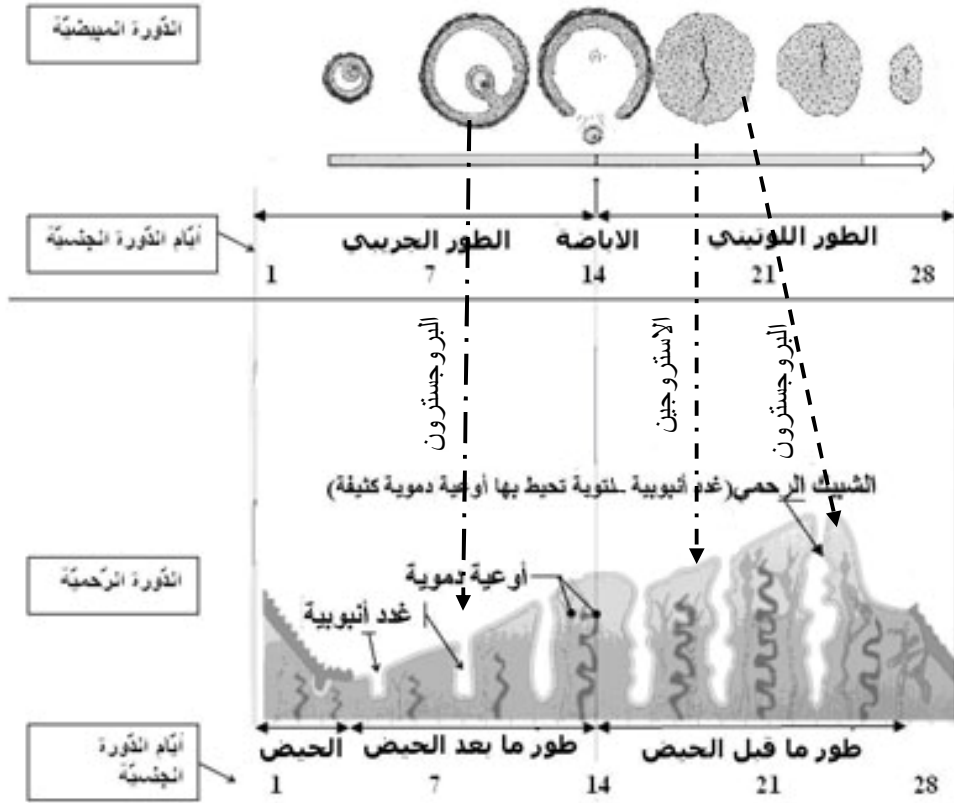 الدّورة المبيضيّة
أيّام الدّورة الجنسيّة
الطور الجريبي
الاباضة
الطور اللوتيني
1 7 14 21 28
البروجسترون
الاستروجين
البروجسترون
الشبيك الرحمي(غدد أنبوبية ـلتوية تحيط بها أوعية دموية كثيفة)
الدّورة الرّحميّة
أوعية دموية
غدد أنبوبية
الحيض
طور ما بعد الحيض
طور ما قبل الحيض
أيّام الدّورة
الجنسيّة
1 7 14 21 28